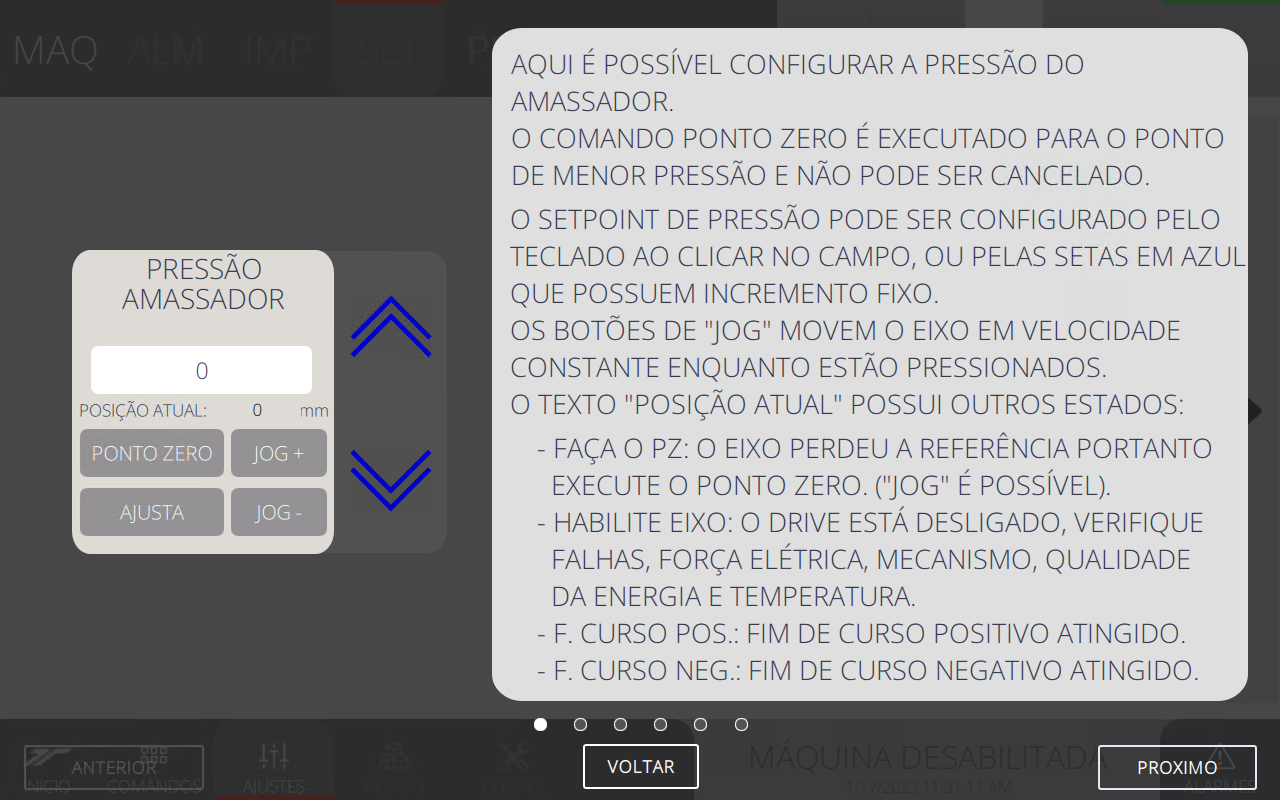 MAQ ALM IMP SLT
AQUI É POSSÍVEL CONFIGURAR A PRESSÃO DO
AMASSADOR.
O COMANDO PONTO ZERO É EXECUTADO PARA O PONTO
DE MENOR PRESSÃO E NÃO PODE SER CANCELADO.
O SETPOINT DE PRESSÃO PODE SER CONFIGURADO PELO
TECLADO AO CLICAR NO CAMPO, OU PELAS SETAS EM AZUL
QUE POSSUEM INCREMENTO FIXO.
OS BOTÕES DE "JOG" MOVEM O EIXO EM VELOCIDADE
CONSTANTE ENQUANTO ESTÃO PRESSIONADOS.
O TEXTO "POSIÇÃO ATUAL" POSSUI OUTROS ESTADOS:
- FAÇA O PZ: O EIXO PERDEU A REFERÊNCIA PORTANTO
EXECUTE O PONTO ZERO. ("JOG" É POSSÍVEL).
- HABILITE EIXO: O DRIVE ESTÁ DESLIGADO, VERIFIQUE
FALHAS, FORÇA ELÉTRICA, MECANISMO, QUALIDADE
DA ENERGIA E TEMPERATURA.
- F. CURSO POS.: FIM DE CURSO POSITIVO ATINGIDO.
- F. CURSO NEG.: FIM DE CURSO NEGATIVO ATINGIDO.
PRESSÃO
AMASSADOR
0
POSIÇÃO ATUAL: 0 mm
PONTO ZERO JOG +
AJUSTA JOG -
ANTERIOR VOLTAR PROXIMO
MÁQUINA DESABILITADA
INICIO COMANDOS AJUSTES PEDIDO CONFIG 1/17/2023 11:31:11 AM ALARMES